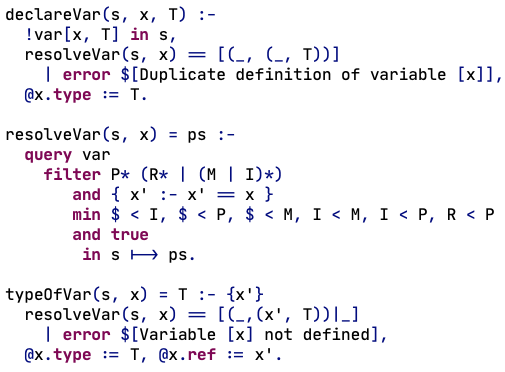 declareVar(s, x, T) :-
  !var[x, T] in s,
  resolveVar(s, x) == [(_, (_, T))]
    | error $[Duplicate definition of variable [x]],
  @x.type := T.

resolveVar(s, x) = ps :-
  query var
    filter P* (R* | (M | I)*)
       and { x' :- x' == x }
       min $ < I, $ < P, $ < M, I < M, I < P, R < P
       and true
        in s |-> ps.

typeOfVar(s, x) = T :- {x'}
  resolveVar(s, x) == [(_,(x', T))|_]
    | error $[Variable [x] not defined],
  @x.type := T, @x.ref := x'.